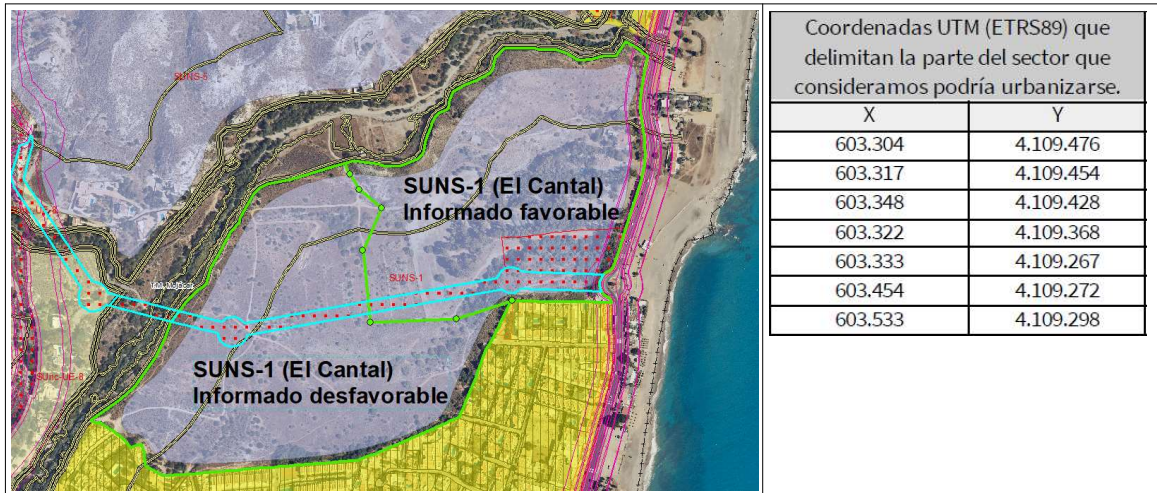 SUNS-5
SUNS-1 (El Cantal)
Informado favorable
SUNS-1
SUNS-1 (El Cantal)
Informado desfavorable
Coordenadas UTM (ETRS89) que
delimitan la parte del sector que
consideramos podría urbanizarse.
X Y
603.304 4.109.476
603.317 4.109.454
603.348 4.109.428
603.322 4.109.368
603.333 4.109.267
603.454 4.109.272
603.533 4.109.298